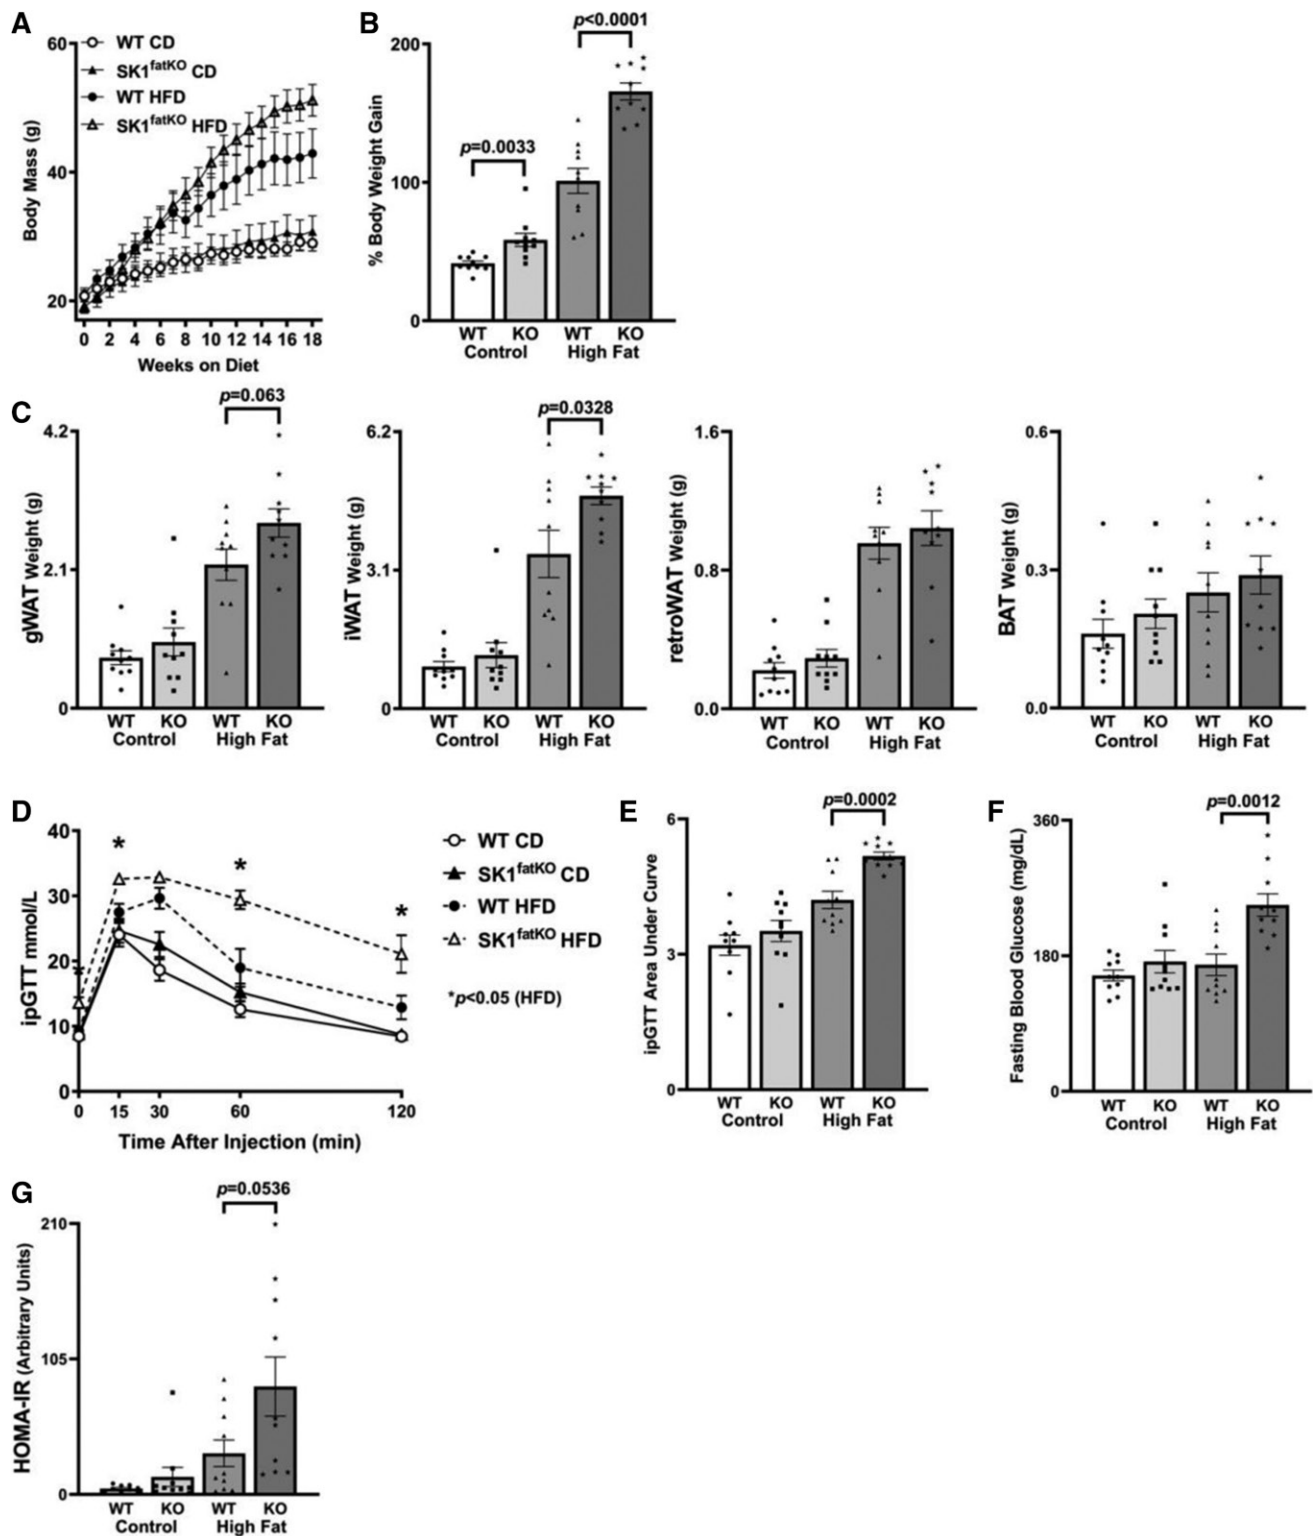 A
60
40
20
Body Mass (g)
WT CD
SK1fatKO CD
WT HFD
SK1fatKO HFD
0 2 4 6 8 10 12 14 16 18
Weeks on Diet
B
p<0.0001
p=0.0033
200
100
0
% Body Weight Gain
WT KO WT KO
Control High Fat
C
p=0.063
4.2
2.1
0
gWAT Weight (g)
WT KO WT KO
Control High Fat
p=0.0328
6.2
3.1
0
iWAT Weight (g)
WT KO WT KO
Control High Fat
1.6
0.8
0.0
retroWAT Weight (g)
WT KO WT KO
Control High Fat
0.6
0.3
0.0
BAT Weight (g)
WT KO WT KO
Control High Fat
D
40
30
20
10
0
ipGTT mmol/L
* * * *
0 15 30 60 120
Time After Injection (min)
WT CD
SK1fatKO CD
WT HFD
SK1fatKO HFD
*p<0.05 (HFD)
E
p=0.0002
6
3
0
ipGTT Area Under Curve
WT KO WT KO
Control High Fat
F
p=0.0012
360
180
0
Fasting Blood Glucose (mg/dL)
WT KO WT KO
Control High Fat
G
p=0.0536
210
105
0
HOMA-IR (Arbitrary Units)
WT KO WT KO
Control High Fat